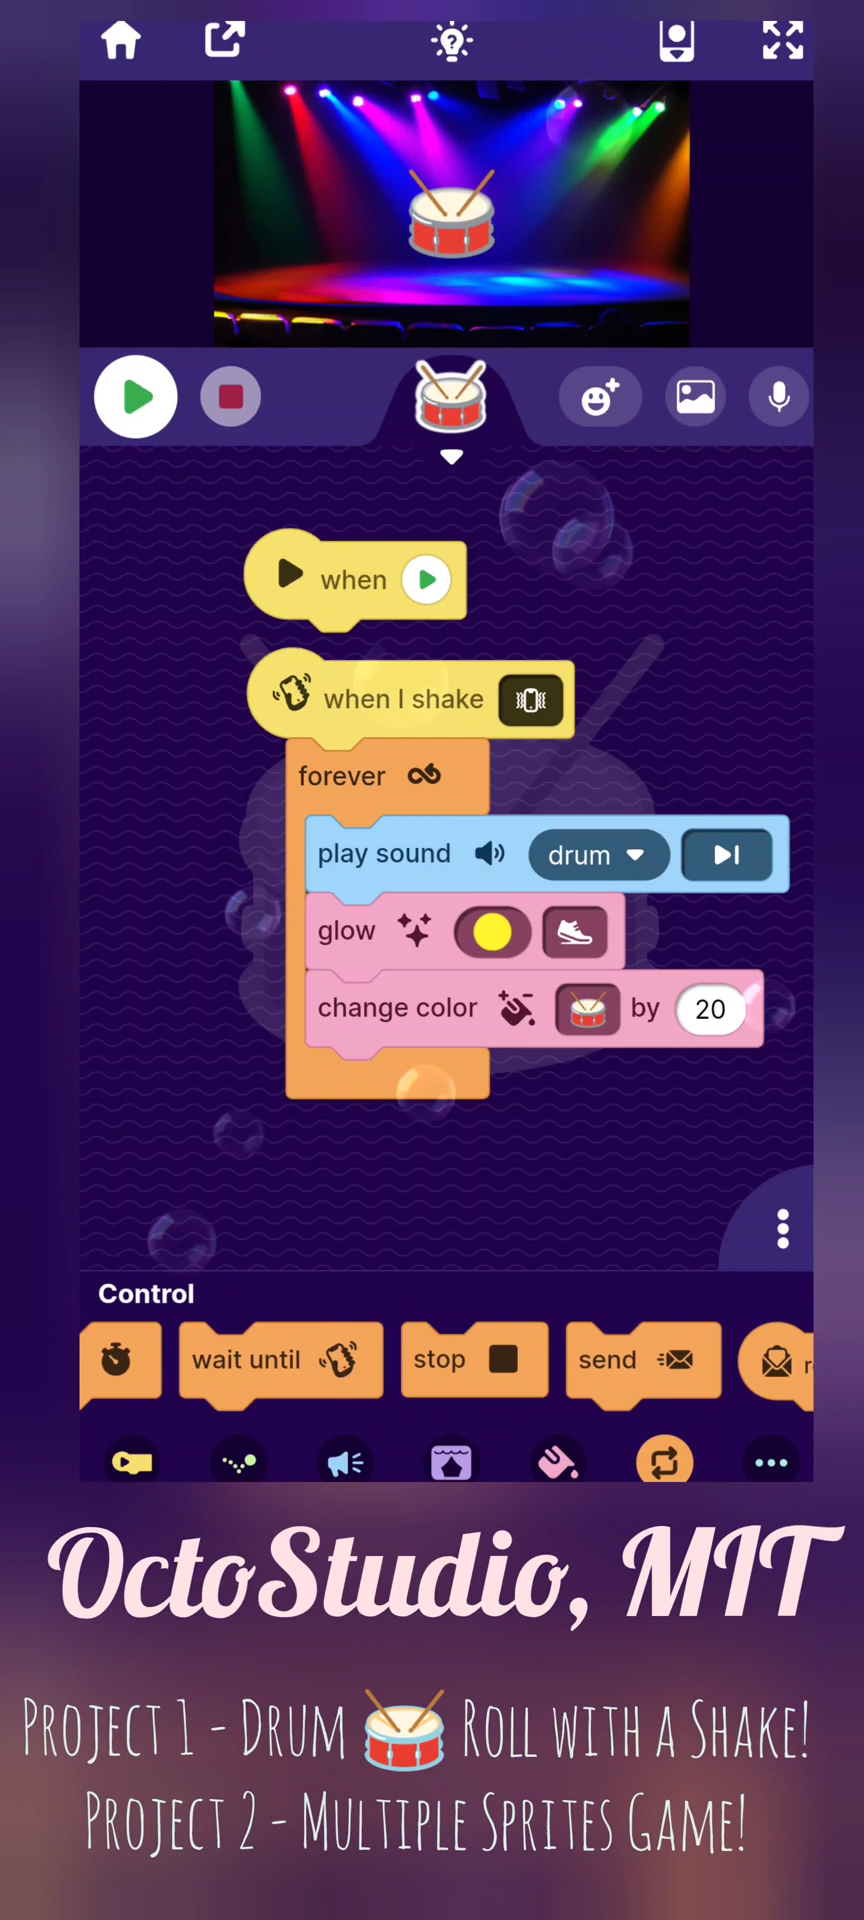 when
when I shake
forever
play sound drum
glow
change color by 20
Control
wait until stop send
OctoStudio, MIT
Project 1 - Drum 🥁 Roll with a Shake!
Project 2 - Multiple Sprites Game!